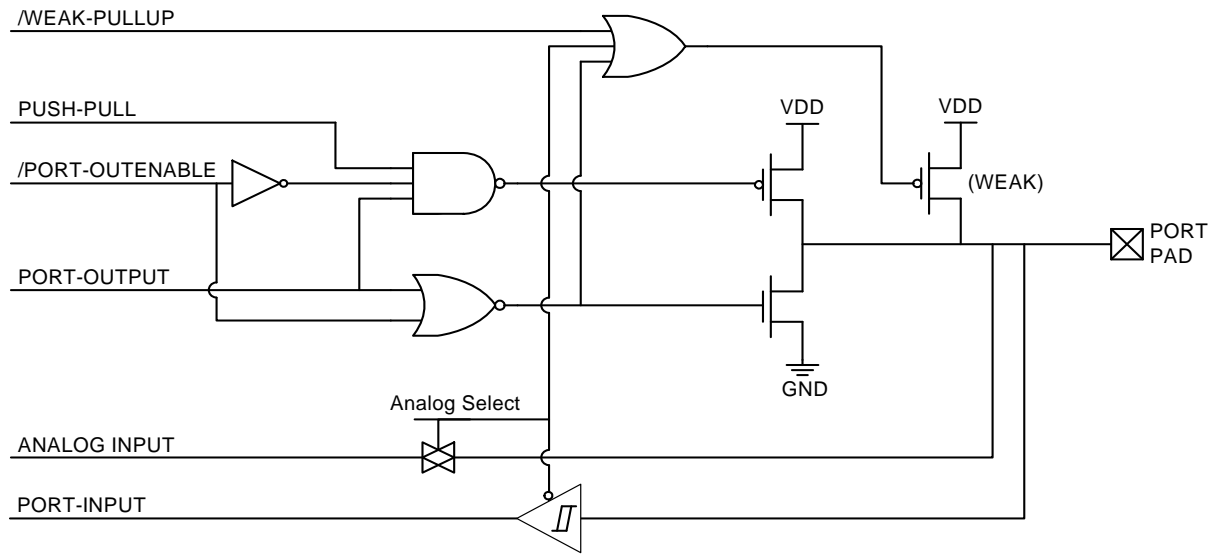 /WEAK-PULLUP
PUSH-PULL
VDD
VDD
/PORT-OUTENABLE
(WEAK)
PORT
PAD
PORT-OUTPUT
GND
Analog Select
ANALOG INPUT
PORT-INPUT